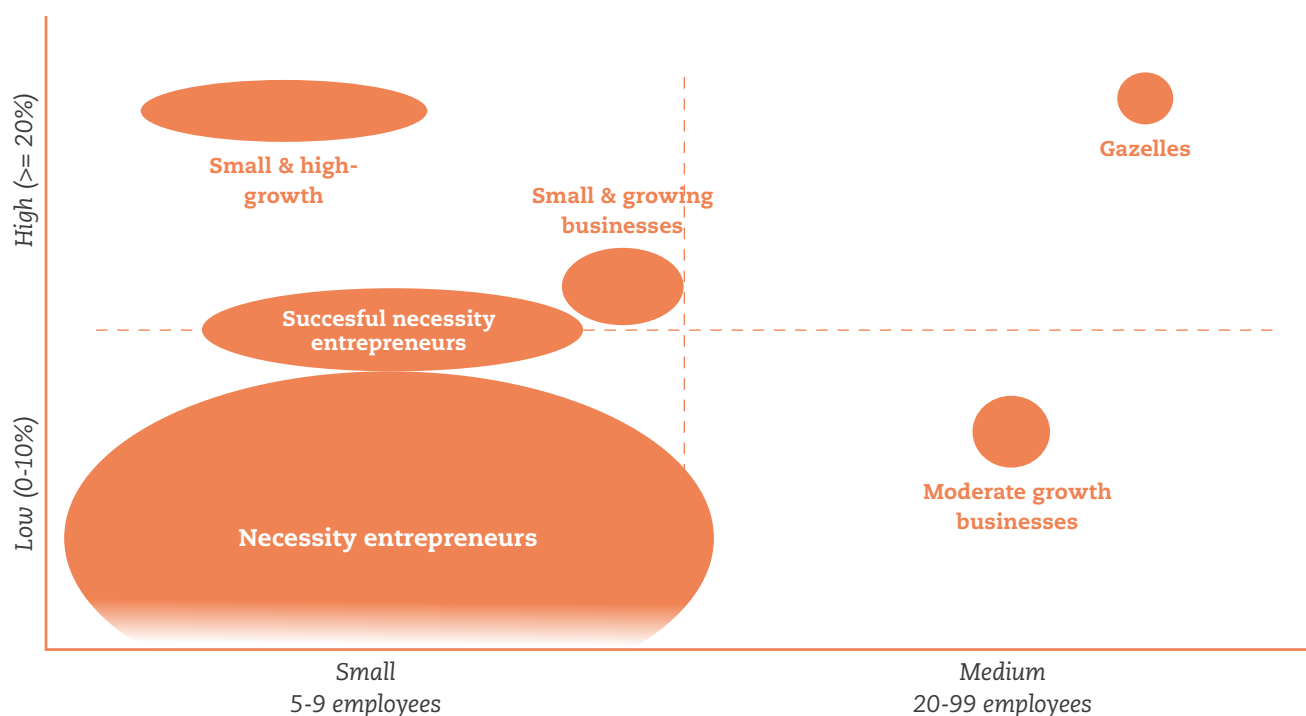 High (>= 20%)
Low (0-10%)
Small & high-
growth
Gazelles
Small & growing
businesses
Succesful necessity
entrepreneurs
Moderate growth
businesses
Necessity entrepreneurs
Small
5-9 employees
Medium
20-99 employees